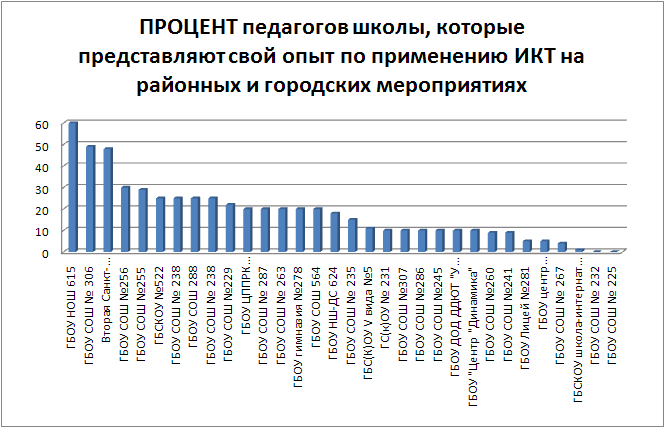 ПРОЦЕНТ педагогов школы, которые
представляют свой опыт по применению ИКТ на
районных и городских мероприятиях
60
50
40
30
20
10
0
ГБОУ НОШ 615
ГБОУ СОШ № 306
Вторая Санкт-...
ГБОУ СОШ №256
ГБОУ СОШ №255
ГБСКОУ №522
ГБОУ СОШ № 238
ГБОУ СОШ 288
ГБОУ СОШ № 238
ГБОУ СОШ №229
ГБОУ ЦППРК ...
ГБОУ СОШ № 287
ГБОУ СОШ № 263
ГБОУ гимназия №278
ГБОУ СОШ 564
ГБОУ НШ-ДС 624
ГБОУ СОШ № 235
ГБС(К)ОУ V вида №5
ГС(к)ОУ № 231
ГБОУ СОШ №307
ГБОУ СОШ №286
ГБОУ СОШ №245
ГБОУ ДОД ДДЮТ "У...
ГБОУ "Центр "Динамика"
ГБОУ СОШ №260
ГБОУ СОШ №241
ГБОУ Лицей №281
ГБОУ центр ...
ГБОУ СОШ № 267
ГБСКОУ школа-интернат...
ГБОУ СОШ № 232
ГБОУ СОШ № 225